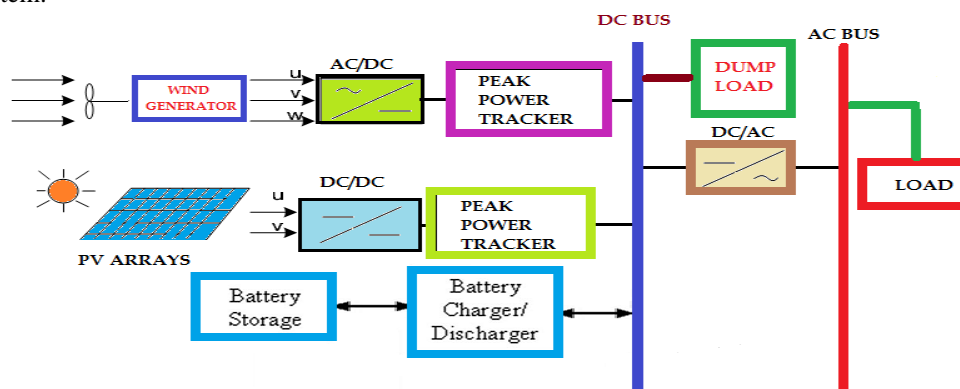 stem.
DC BUS
AC BUS
AC/DC
u
v
w
WIND
GENERATOR
PEAK
POWER
TRACKER
DUMP
LOAD
DC/AC
LOAD
DC/DC
u
v
PEAK
POWER
TRACKER
PV ARRAYS
Battery
Storage
Battery
Charger/
Discharger